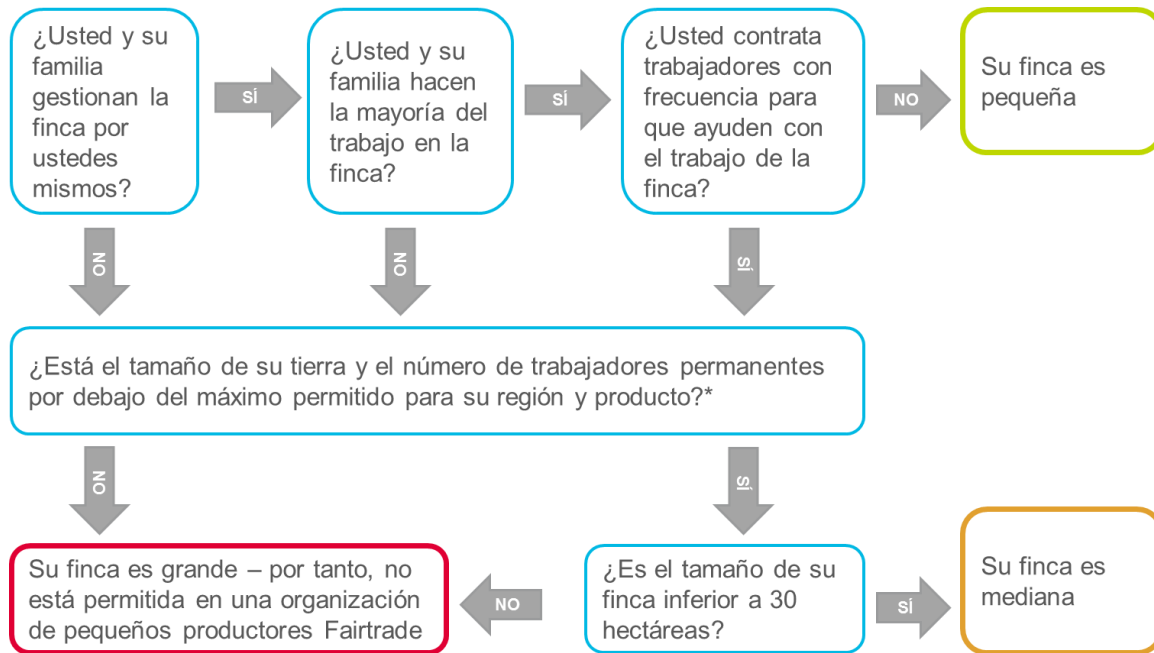 ¿Usted y su
familia
gestionan la
finca por
ustedes
mismos?
SÍ
¿Usted y su
familia hacen
la mayoría del
trabajo en la
finca?
SÍ
¿Usted contrata
trabajadores con
frecuencia para
que ayuden con
el trabajo de la
finca?
NO
Su finca es
pequeña
NO
NO
SÍ
¿Está el tamaño de su tierra y el número de trabajadores permanentes
por debajo del máximo permitido para su región y producto?*
NO
SÍ
Su finca es grande – por tanto, no
está permitida en una organización
de pequeños productores Fairtrade
NO
¿Es el tamaño de su
finca inferior a 30
hectáreas?
SÍ
Su finca es
mediana